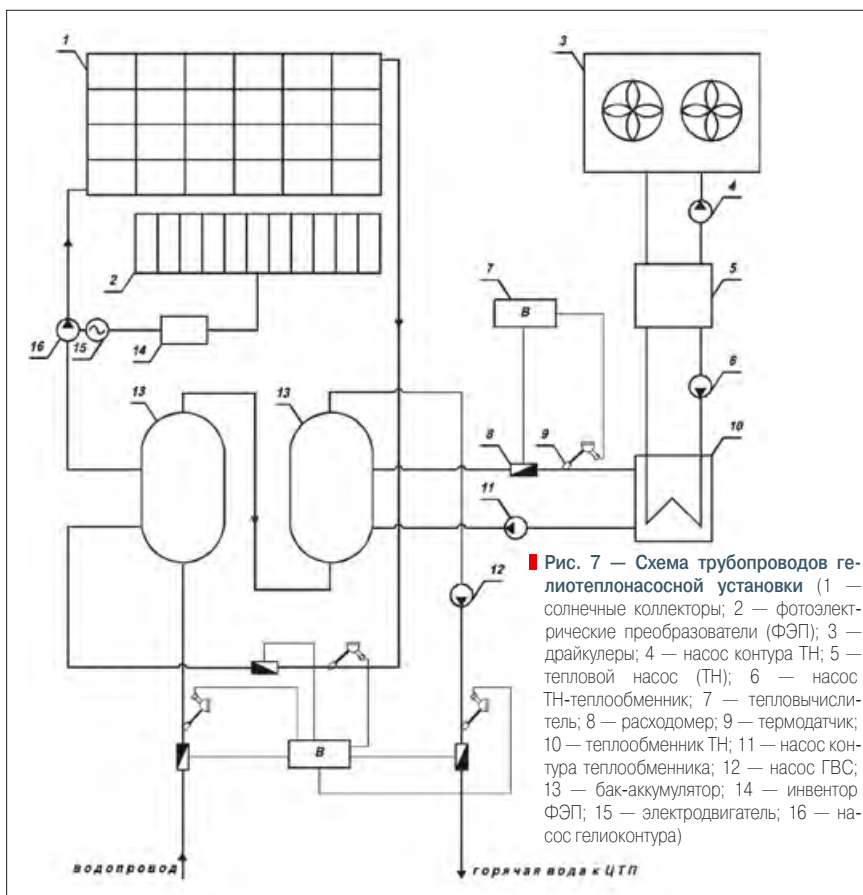 1
3
4
2
7
В
5
16
15
14
6
13
13
8
9
10
11
12
В
водопровод
горячая вода к ЦТП
Рис. 7 — Схема трубопроводов ге-
лиотеплонасосной установки (1 —
солнечные коллекторы; 2 — фотоэлект-
рические преобразователи (ФЭП); 3 —
драйкулеры; 4 — насос контура ТН; 5 —
тепловой насос (ТН); 6 — насос
ТН-теплообменник; 7 — тепловычисли-
тель; 8 — расходомер; 9 — термодатчик;
10 — теплообменник ТН; 11 — насос кон-
тура теплообменника; 12 — насос ГВС;
13 — бак-аккумулятор; 14 — инвентор
ФЭП; 15 — электродвигатель; 16 — на-
сос гелиоконтура)